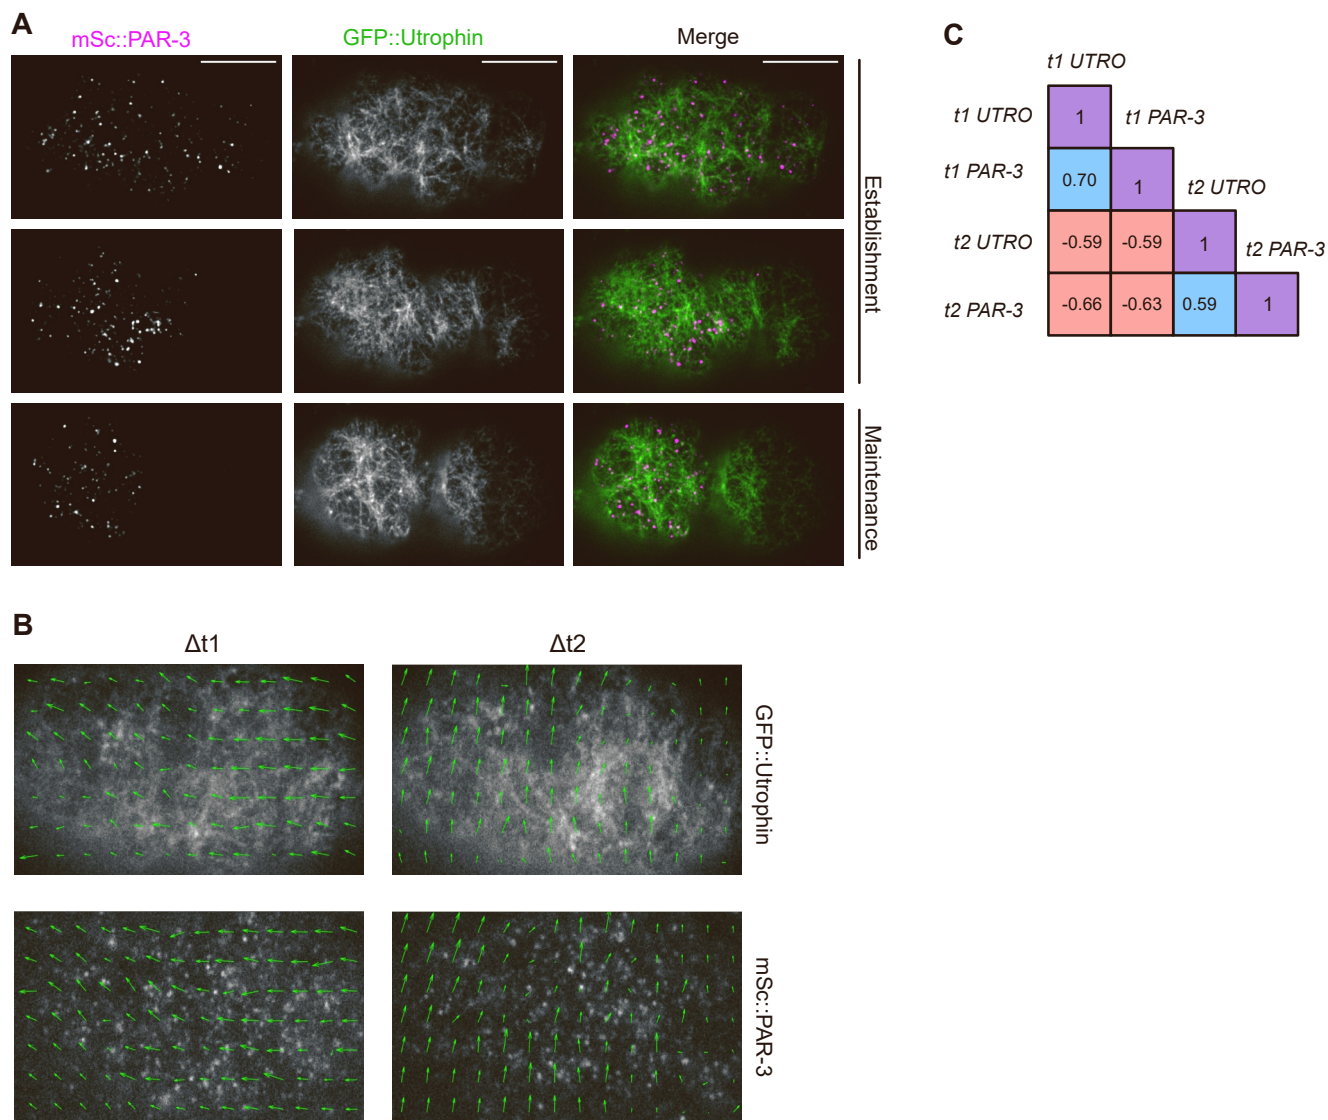 A
mSc::PAR-3
GFP::Utrophin
Merge
Establishment
Maintenance
B
Δt1
Δt2
GFP::Utrophin
mSc::PAR-3
C
t1 UTRO
t1 UTRO 1 t1 PAR-3
t1 PAR-3 0.70 1 t2 UTRO
t2 UTRO -0.59 -0.59 1 t2 PAR-3
t2 PAR-3 -0.66 -0.63 0.59 1